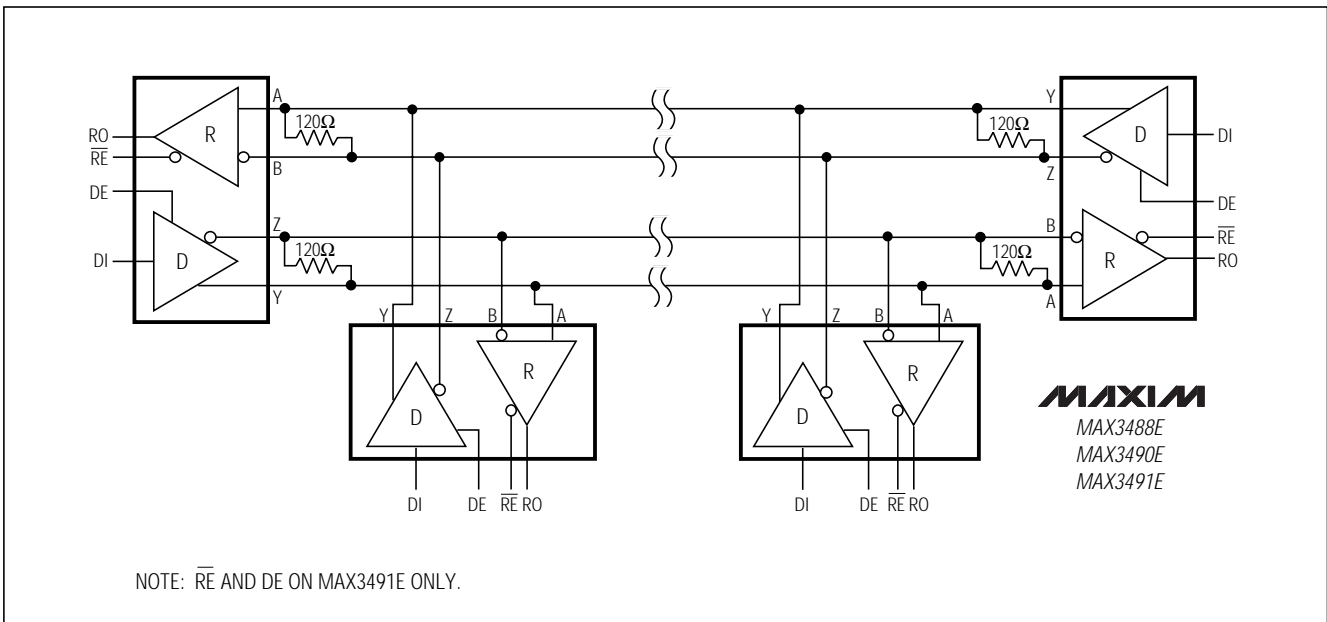 A Y
120Ω 120Ω
RO R D DI
RE
B Z
DE DE
Z B RE
120Ω 120Ω
DI D R RO
Y A
Y Z B A Y Z B A
R R
D D
DI DE RE RO DI DE RE RO
MAXIM
MAX3488E
MAX3490E
MAX3491E
NOTE: RE AND DE ON MAX3491E ONLY.